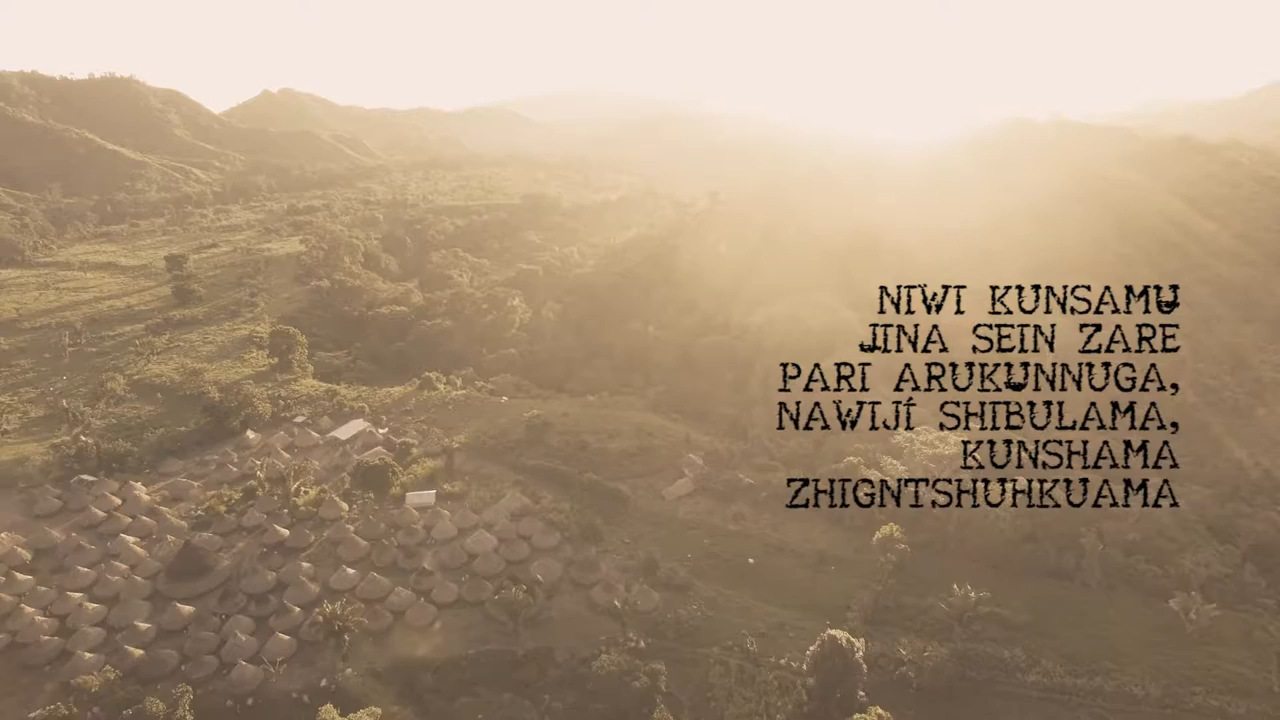 NIWI KUNSAMU
JINA SEIN ZARE
PARI ARUKUNNUGA,
NAWIJÍ SHIBULAMA,
KUNSHAMA
ZHIGNTSHUHKUAMA